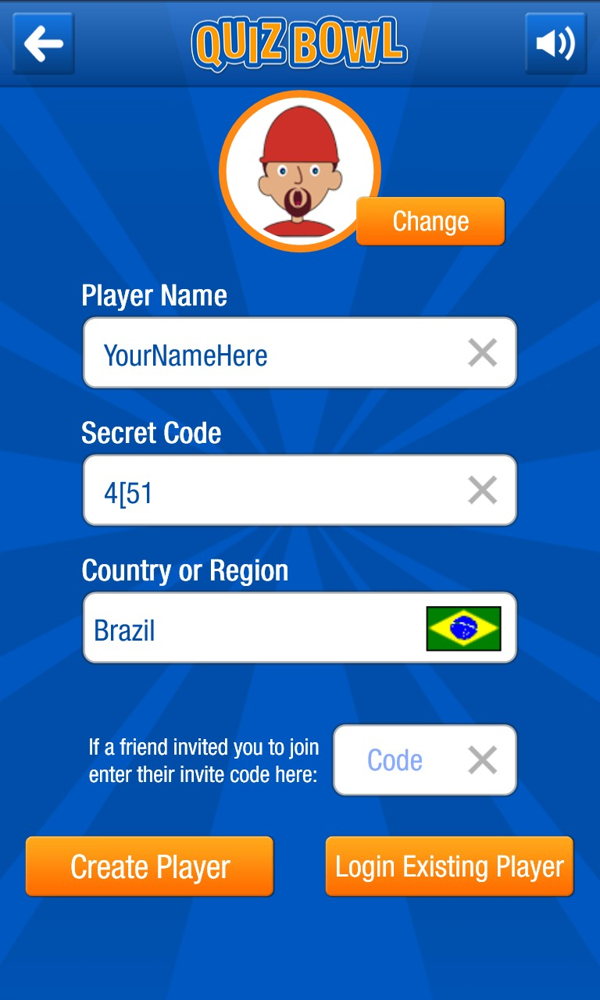 QUIZ BOWL
Change
Player Name
YourNameHere
Secret Code
4[51
Country or Region
Brazil
If a friend invited you to join
enter their invite code here:
Code
Create Player
Login Existing Player